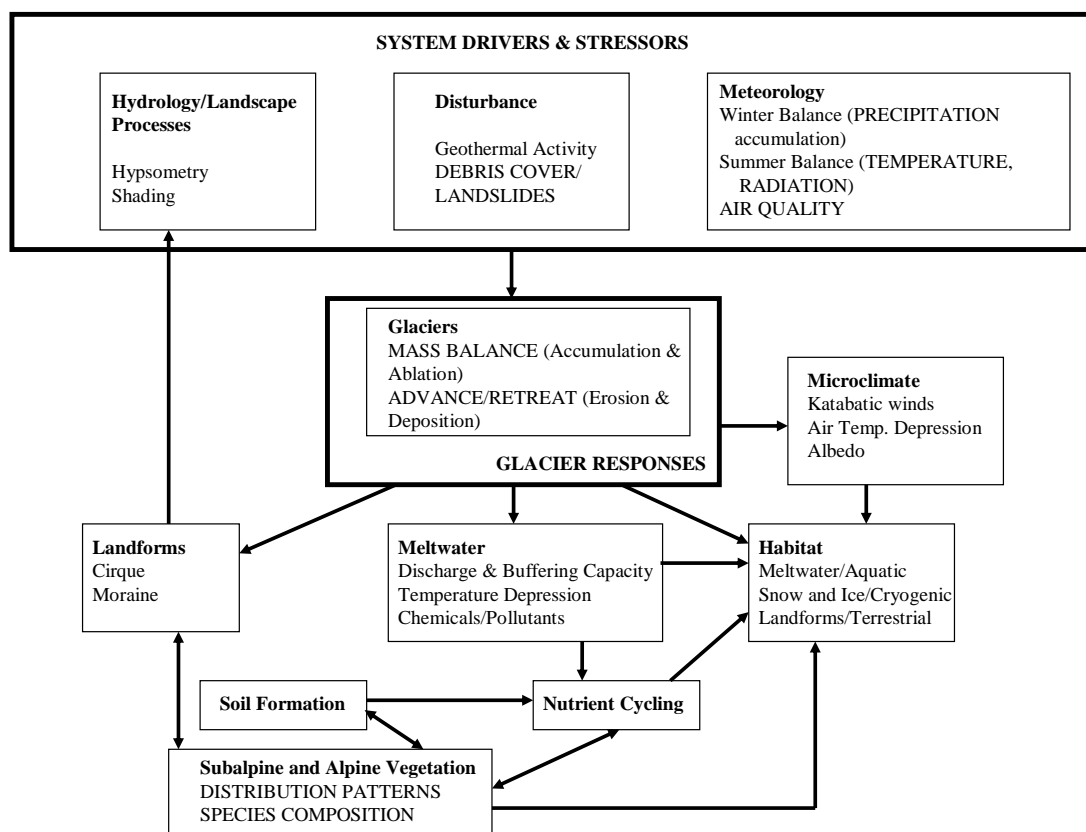 SYSTEM DRIVERS & STRESSORS
Hydrology/Landscape
Processes
Hypsometry
Shading
Disturbance
Geothermal Activity
DEBRIS COVER/
LANDSLIDES
Meteorology
Winter Balance (PRECIPITATION
accumulation)
Summer Balance (TEMPERATURE,
RADIATION)
AIR QUALITY
Glaciers
MASS BALANCE (Accumulation &
Ablation)
ADVANCE/RETREAT (Erosion &
Deposition)
GLACIER RESPONSES
Microclimate
Katabatic winds
Air Temp. Depression
Albedo
Landforms
Cirque
Moraine
Meltwater
Discharge & Buffering Capacity
Temperature Depression
Chemicals/Pollutants
Habitat
Meltwater/Aquatic
Snow and Ice/Cryogenic
Landforms/Terrestrial
Soil Formation
Nutrient Cycling
Subalpine and Alpine Vegetation
DISTRIBUTION PATTERNS
SPECIES COMPOSITION